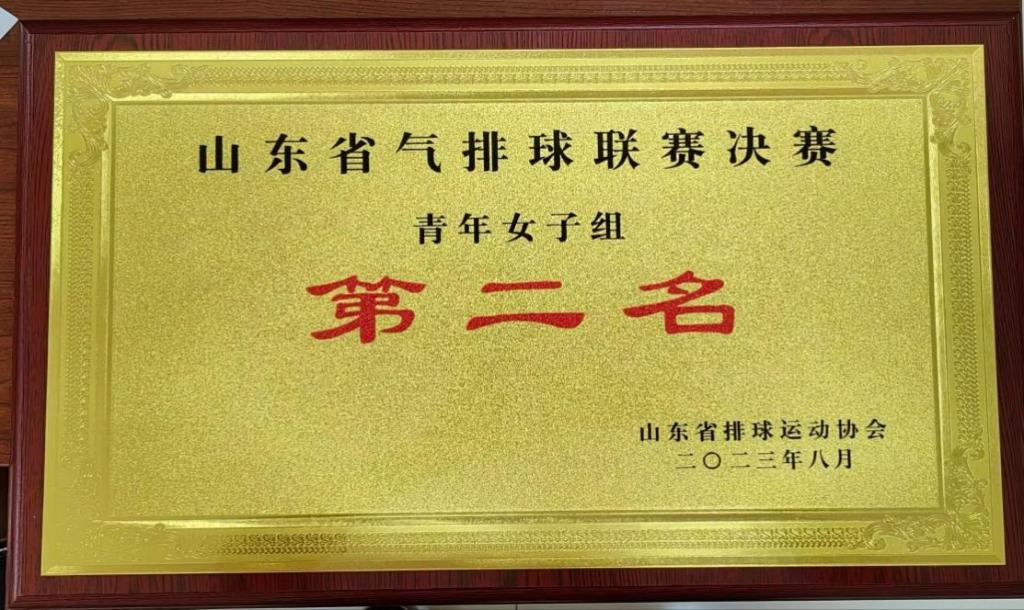 山东省气排球联赛决赛
青年女子组
第二名
山东省排球运动协会
二〇二三年八月